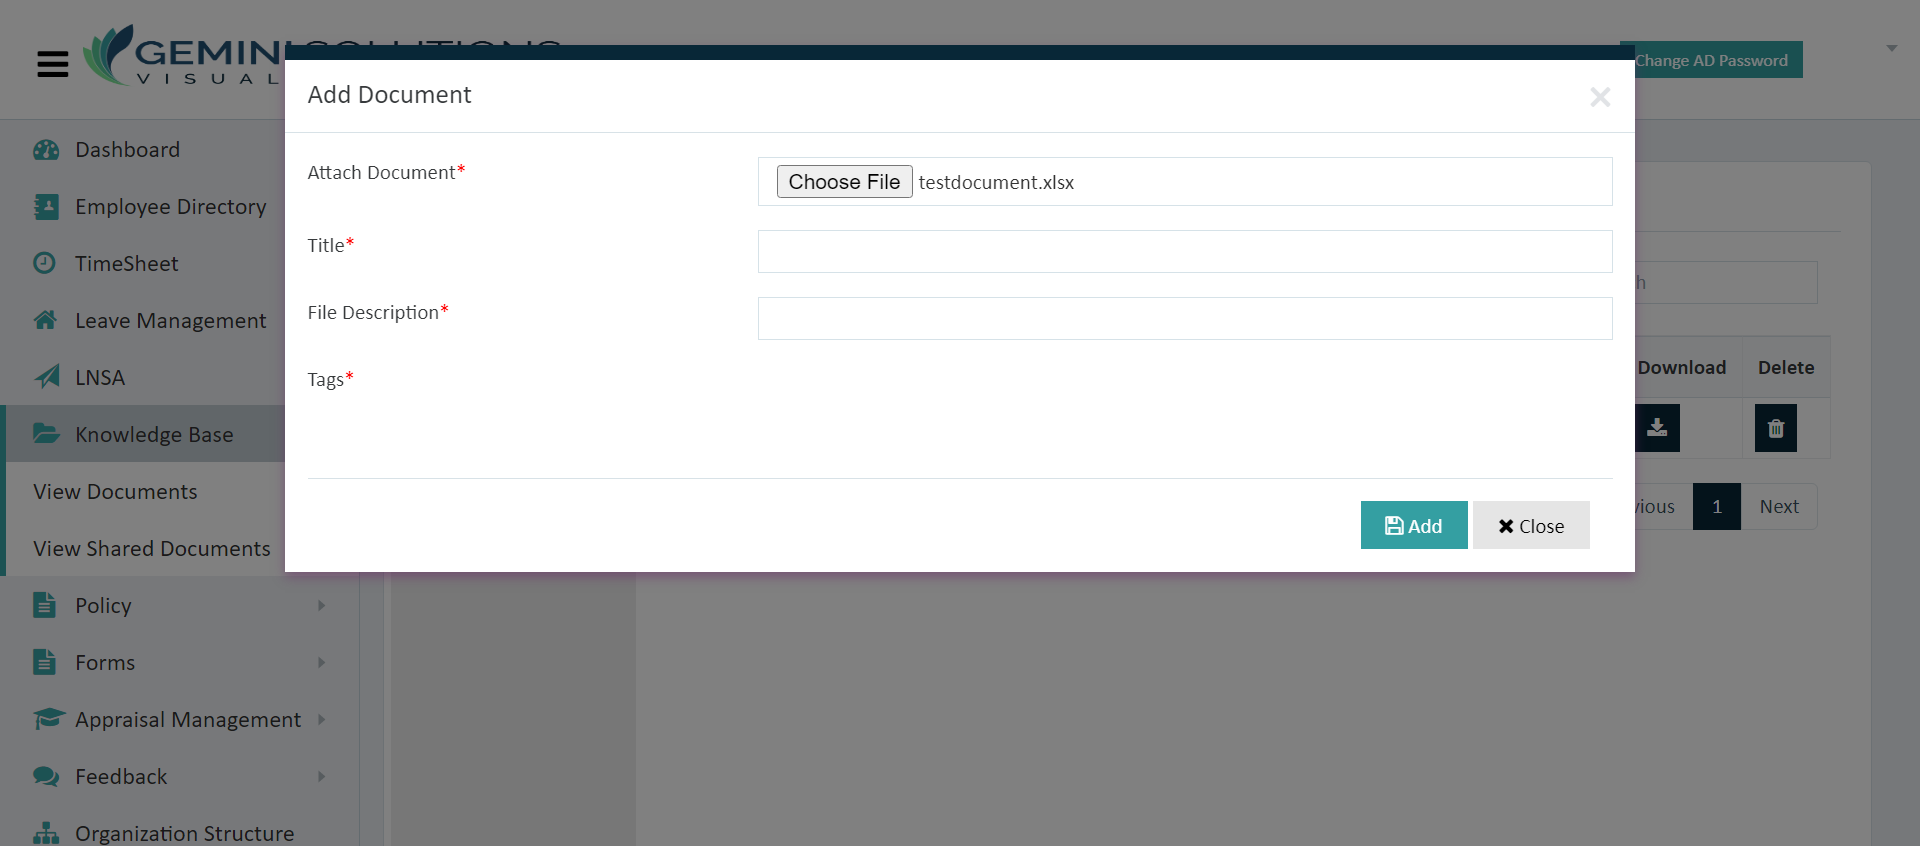 GEMINI SOLUTIONS
VISUAL
Change AD Password
Add Document
Attach Document*
Choose File testdocument.xlsx
Title*
File Description*
Tags*
Add
Close
Dashboard
Employee Directory
TimeSheet
Leave Management
LNSA
Knowledge Base
View Documents
View Shared Documents
Policy
Forms
Appraisal Management
Feedback
Organization Structure
Download Delete
1 Next